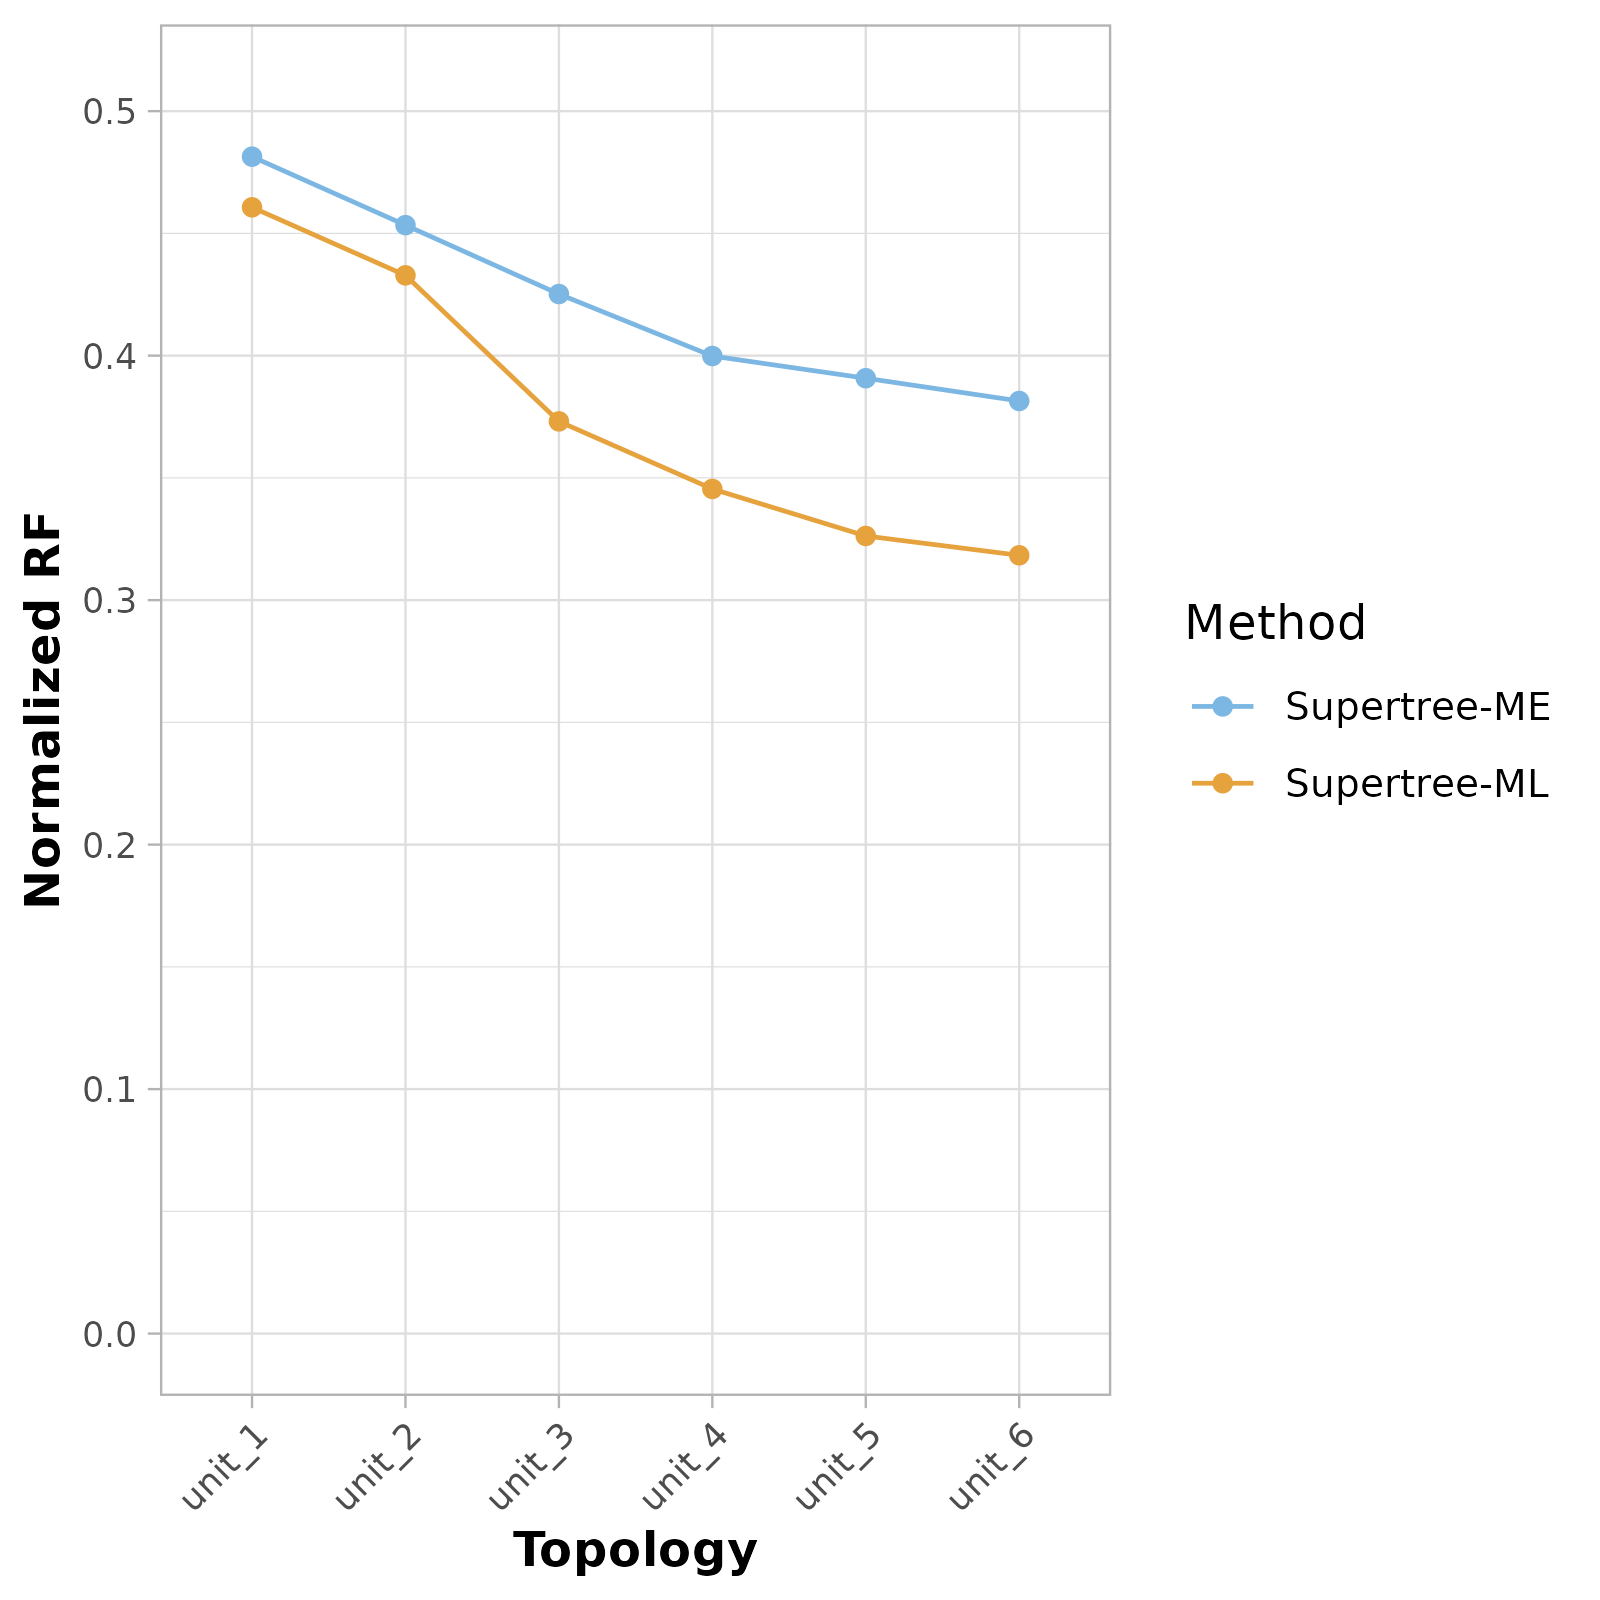 0.5
0.4
0.3
0.2
0.1
0.0
Normalized RF
unit_1
unit_2
unit_3
unit_4
unit_5
unit_6
Topology
Method
Supertree-ME
Supertree-ML